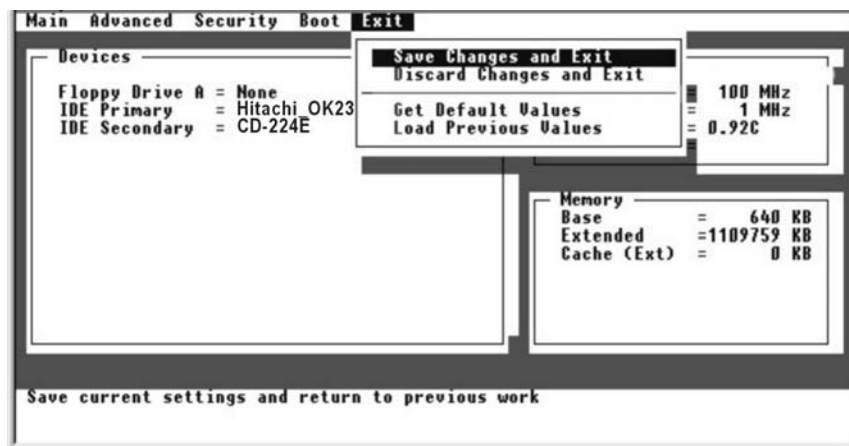 Main Advanced Security Boot Exit
Devices
Floppy Drive A = None
IDE Primary = Hitachi_OK23
IDE Secondary = CD-224E
Save Changes and Exit
Discard Changes and Exit
Get Default Values
Load Previous Values
= 100 MHz
= 1 MHz
= 0.92C
=
Memory
Base = 640 KB
Extended =1109759 KB
Cache (Ext) = 0 KB
Save current settings and return to previous work